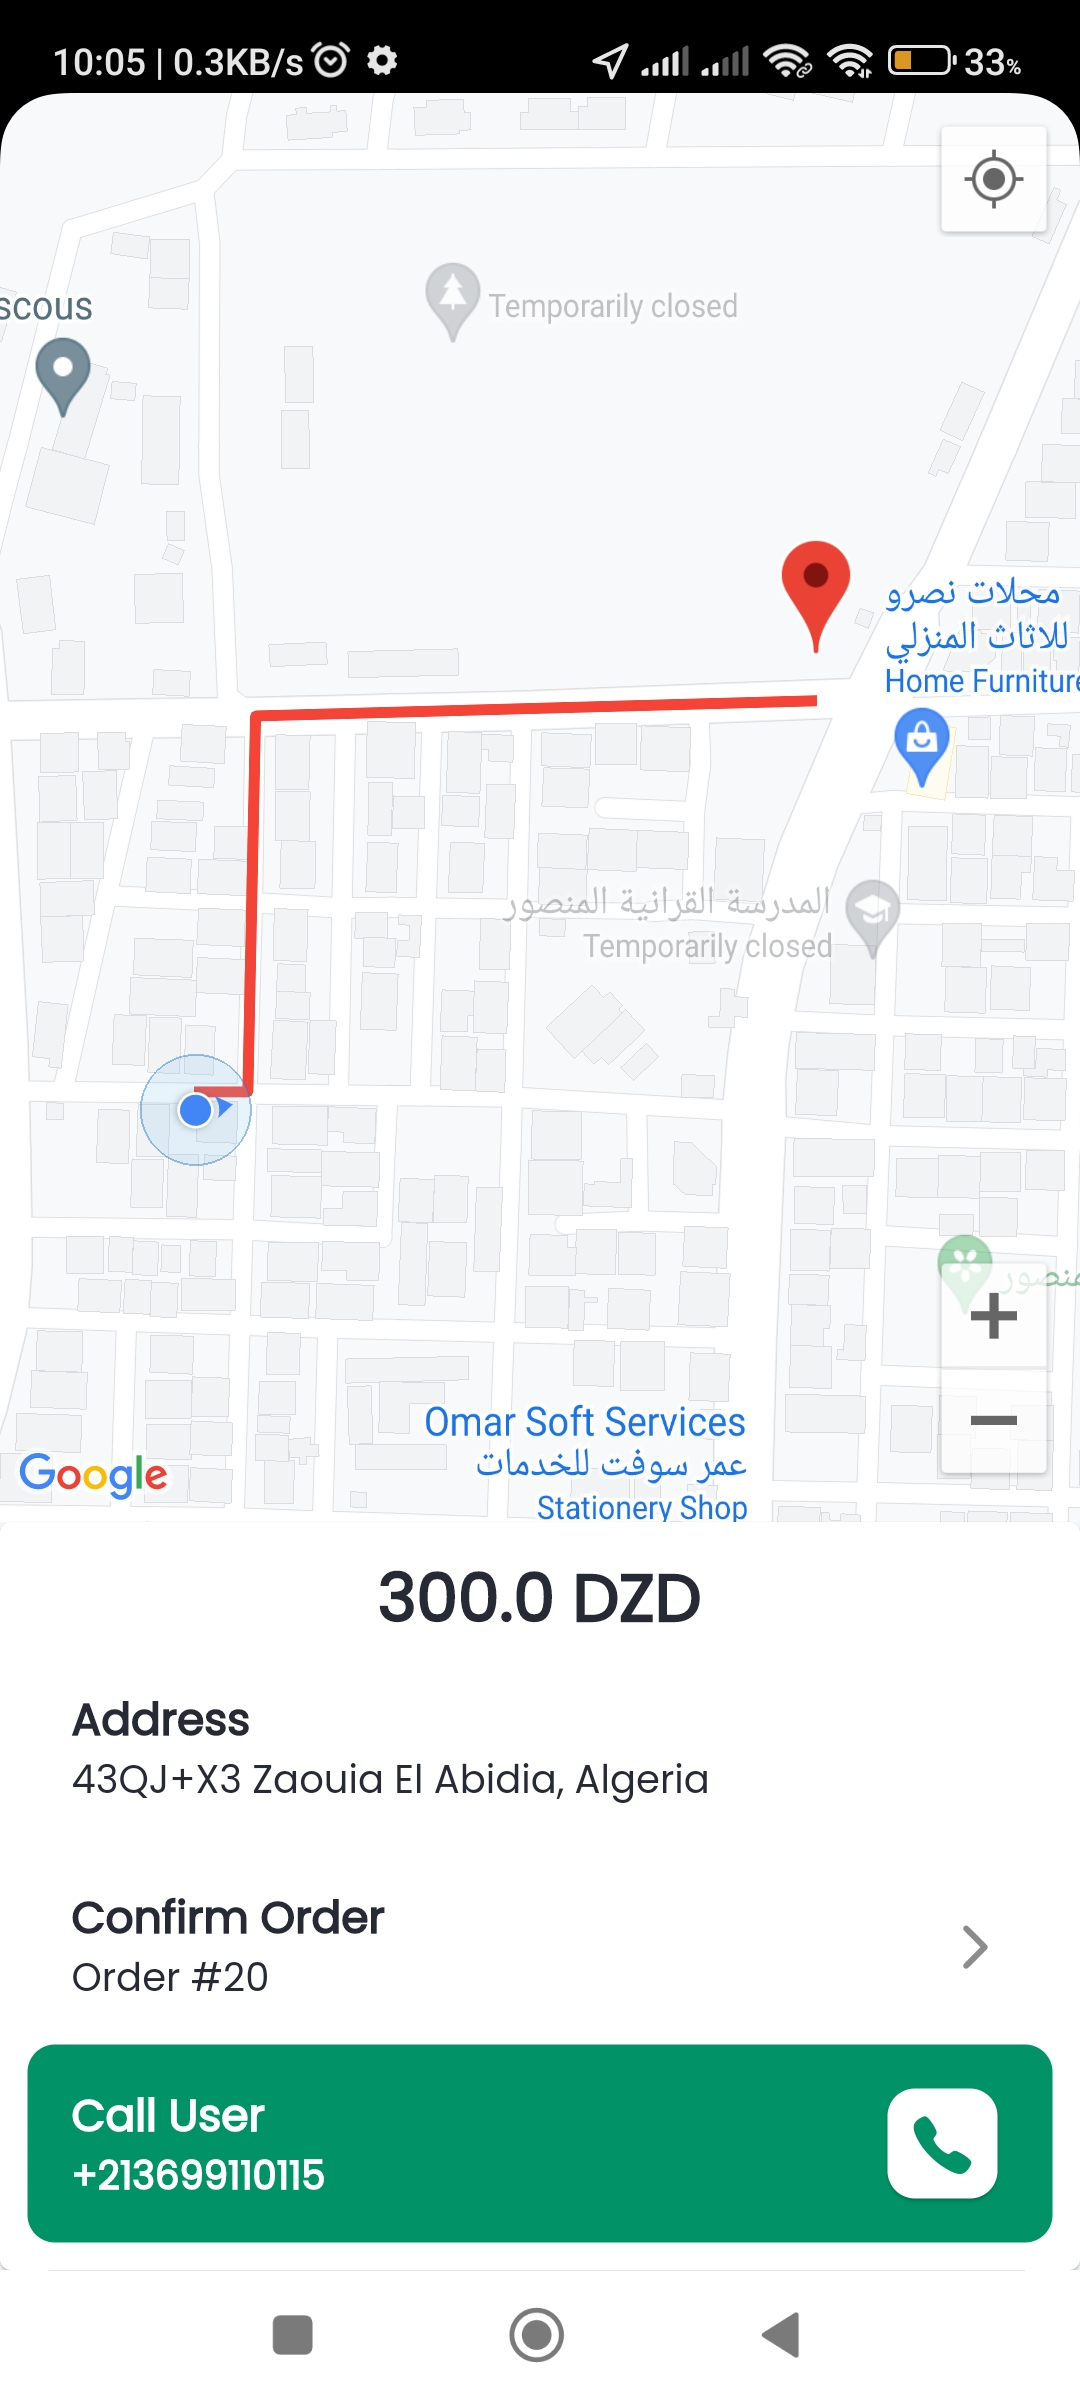 10:05 | 0.3KB/s
33%
Temporarily closed
scous
محلات نصرو
للاثاث المنزلي
Home Furniture
المدرسة القرانية المنصور
Temporarily closed
Omar Soft Services
عمر سوفت للخدمات
Stationery Shop
Google
300.0 DZD
Address
43QJ+X3 Zaouia El Abidia, Algeria
Confirm Order
Order #20
Call User
+213699110115